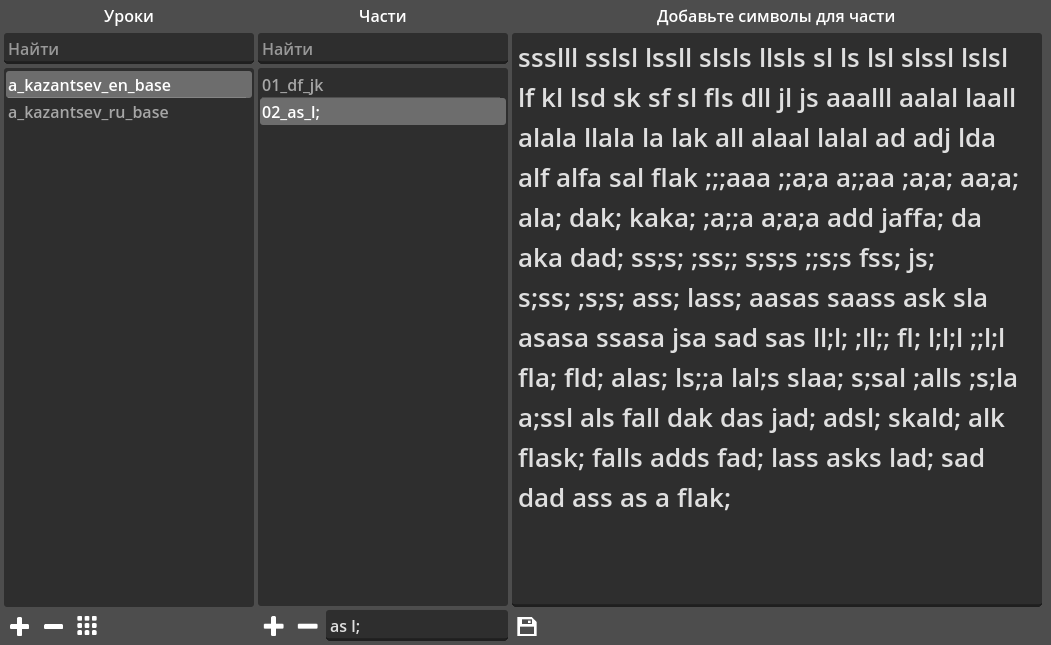 Уроки
Части
Добавьте символы для части
Найти
Найти
a_kazantsev_en_base
a_kazantsev_ru_base
01_df_jk
02_as_l;
ssslll sslsl lssll slsls llsls sl ls lsl slssl lslsl
lf kl lsd sk sf sl fls dll jl js aaalll aalal laall
alala llala la lak all alaal lalal ad adj lda
alf alfa sal flak ;;;aaa ;;a;a a;;aa ;a;a; aa;a;
ala; dak; kaka; ;a;;a a;a;a add jaffa; da
aka dad; ss;s; ;ss;; s;s;s ;;s;s fss; js;
s;ss; ;s;s; ass; lass; aasas saass ask sla
asasa ssasa jsa sad sas ll;l; ;ll;; fl; l;l;l ;;l;l
fla; fld; alas; ls;;a lal;s slaa; s;sal ;alls ;s;la
a;ssl als fall dak das jad; adsl; skald; alk
flask; falls adds fad; lass asks lad; sad
dad ass as a flak;
as l;